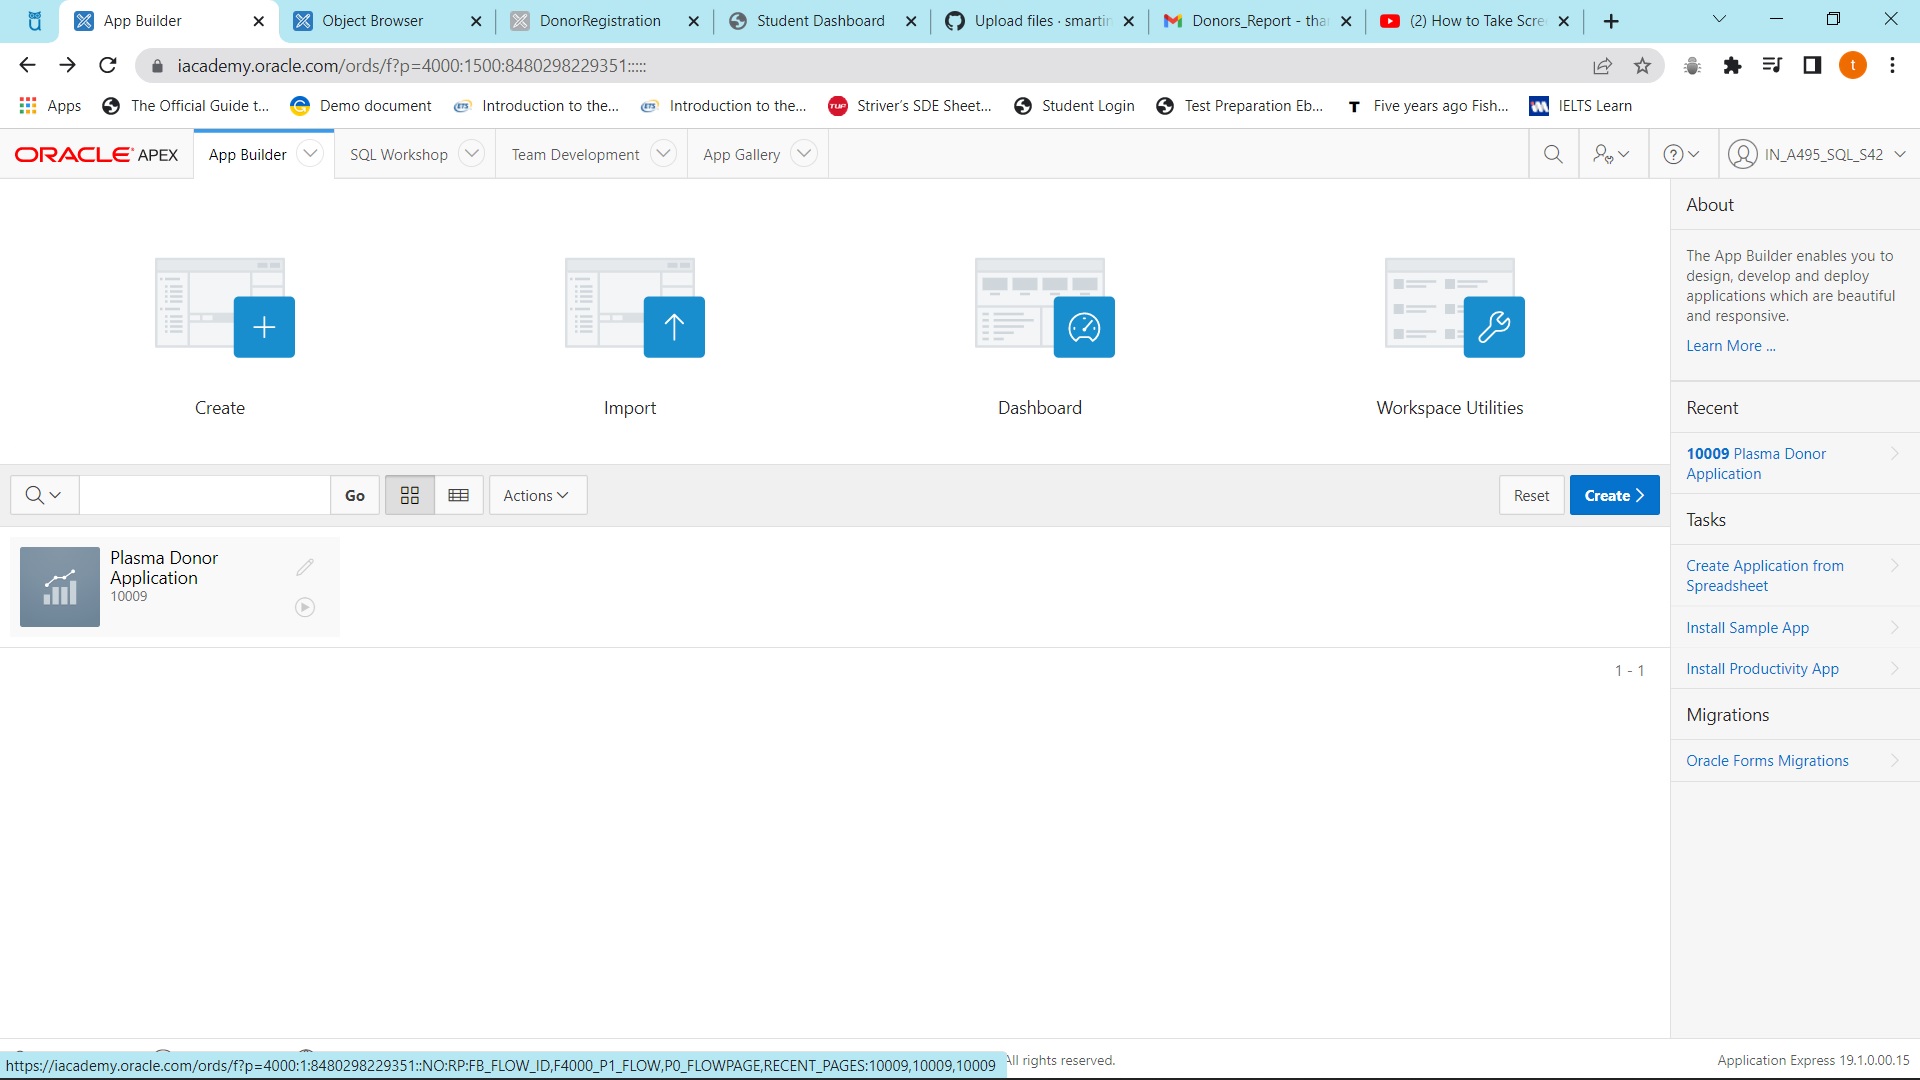 App Builder
Object Browser
DonorRegistration
Student Dashboard
Upload files · smartin
Donors_Report - tha
(2) How to Take Scre
iacademy.oracle.com/ords/f?p=4000:1500:8480298229351:::::
t
Apps
The Official Guide t...
Demo document
Introduction to the...
Introduction to the...
Striver's SDE Sheet...
Student Login
Test Preparation Eb...
Five years ago Fish...
IELTS Learn
ORACLE APEX
App Builder
SQL Workshop
Team Development
App Gallery
IN_A495_SQL_S42
Create
Import
Dashboard
Workspace Utilities
Go
Actions
Reset
Create
Plasma Donor
Application
10009
1 - 1
About
The App Builder enables you to
design, develop and deploy
applications which are beautiful
and responsive.
Learn More ...
Recent
10009 Plasma Donor
Application
Tasks
Create Application from
Spreadsheet
Install Sample App
Install Productivity App
Migrations
Oracle Forms Migrations
https://iacademy.oracle.com/ords/f?p=4000:1:8480298229351::NO:RP:FB_FLOW_ID,F4000_P1_FLOW,P0_FLOWPAGE,RECENT_PAGES:10009,10009,10009
All rights reserved.
Application Express 19.1.0.00.15